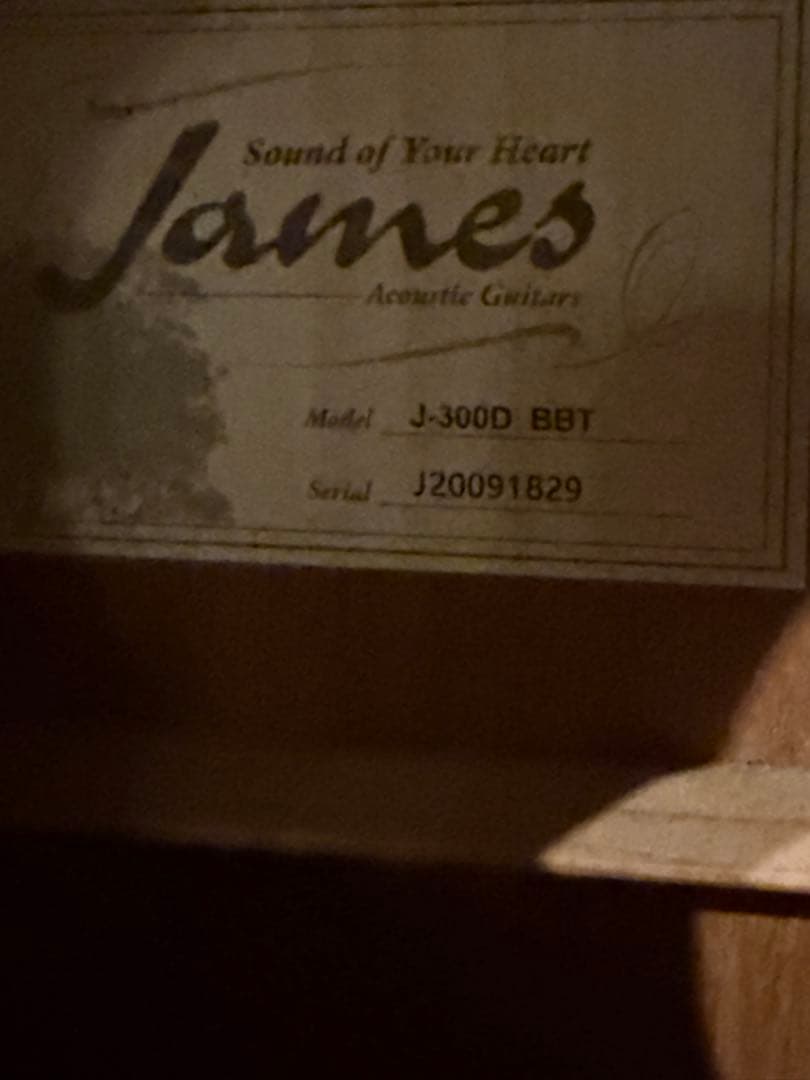 Sound of Your Heart
James
Acoustic Guitars
Model J-300D BBT
Serial J20091829